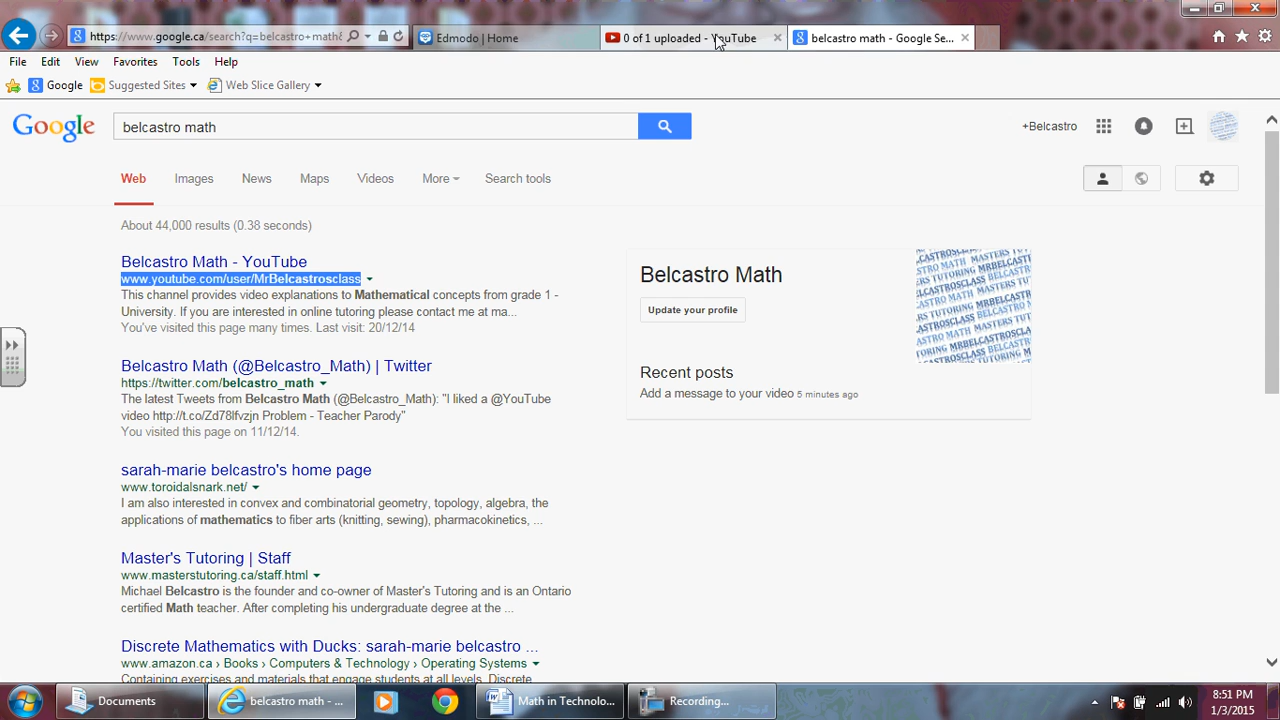 https://www.google.ca/search?q=belcastro+math&
Edmodo | Home
0 of 1 uploaded - YouTube
belcastro math - Google Se...
File Edit View Favorites Tools Help
Google Suggested Sites Web Slice Gallery
Google
belcastro math
+Belcastro
Web Images News Maps Videos More Search tools
About 44,000 results (0.38 seconds)
Belcastro Math - YouTube
www.youtube.com/user/MrBelcastrosclass
This channel provides video explanations to Mathematical concepts from grade 1 -
University. If you are interested in online tutoring please contact me at ma...
You've visited this page many times. Last visit: 20/12/14
Belcastro Math (@Belcastro_Math) | Twitter
https://twitter.com/belcastro_math
The latest Tweets from Belcastro Math (@Belcastro_Math): "I liked a @YouTube
video http://t.co/Zd78lfvzjn Problem - Teacher Parody"
You visited this page on 11/12/14.
sarah-marie belcastro's home page
www.toroidalsnark.net/
I am also interested in convex and combinatorial geometry, topology, algebra, the
applications of mathematics to fiber arts (knitting, sewing), pharmacokinetics, ...
Master's Tutoring | Staff
www.masterstutoring.ca/staff.html
Michael Belcastro is the founder and co-owner of Master's Tutoring and is an Ontario
certified Math teacher. After completing his undergraduate degree at the ...
Discrete Mathematics with Ducks: sarah-marie belcastro ...
www.amazon.ca › Books › Computers & Technology › Operating Systems
Containing exercises and materials that engage students at all levels, Discrete
Belcastro Math
Update your profile
Recent posts
Add a message to your video 5 minutes ago
Documents
belcastro math - ...
Math in Technolo...
Recording...
8:51 PM
1/3/2015